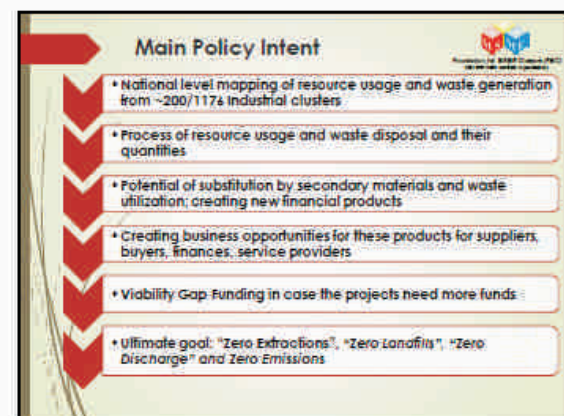 Main Policy Intent
• National level mapping of resource usage and waste generation
from ~200/1176 Industrial clusters
• Process of resource usage and waste disposal and their
quantities
• Potential of substitution by secondary materials and waste
utilization; creating new financial products
• Creating business opportunities for these products for suppliers,
buyers, finances, service providers
• Viability Gap Funding in case the projects need more funds
• Ultimate goal: "Zero Extractions", "Zero Landfills", "Zero
Discharge" and Zero Emissions